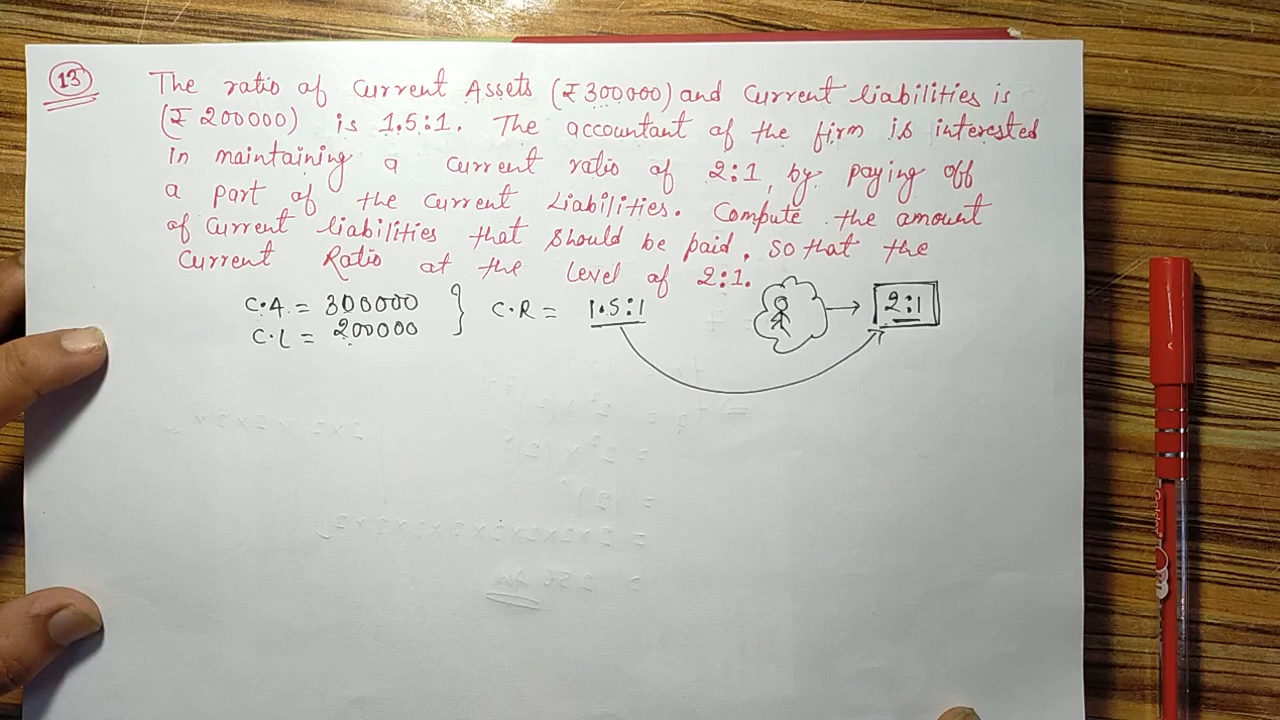 13
The ratio of Current Assets (₹300000) and Current liabilities is
(₹ 200000) is 1.5:1. The accountant of the firm is interested
in maintaining a current ratio of 2:1, by paying off
a part of the current Liabilities. Compute the amount
of Current liabilities that should be paid, so that the
Current Ratio at the level of 2:1.
C.A. = 300000
C.L = 200000
C.R = 1.5:1
2:1